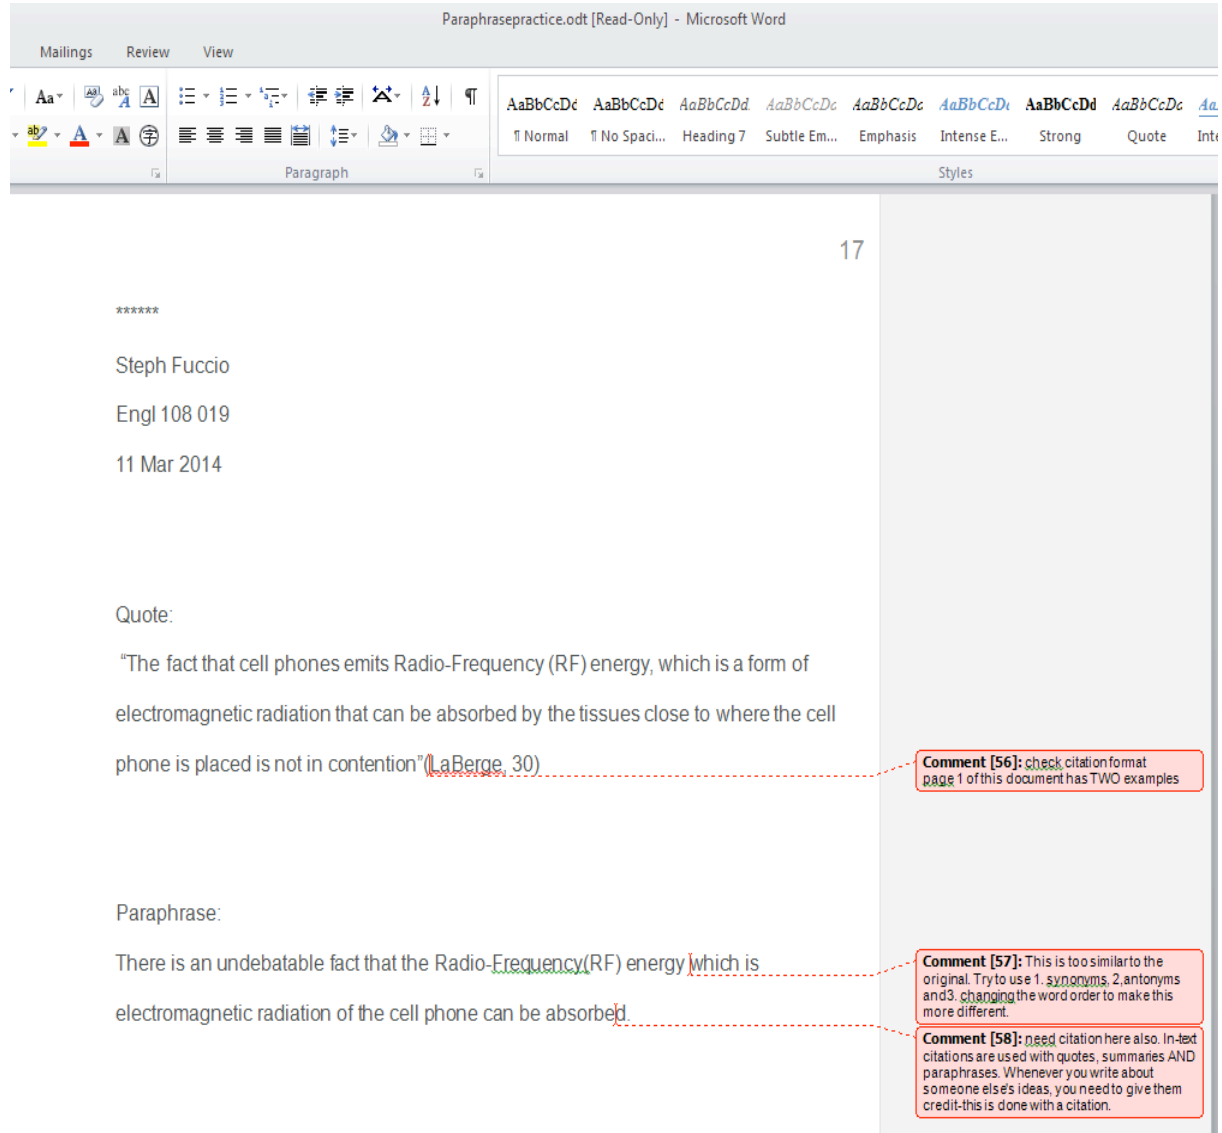 Paraphrasepractice.odt [Read-Only] - Microsoft Word
Mailings Review View
Aa abc A A
A Z ¶
AaBbCcDd AaBbCcDd AaBbCcDd AaBbCcDc AaBbCcDc AaBbCcDc AaBbCcDd AaBbCcDc Aa
ab A A 字
¶ Normal ¶ No Spaci... Heading 7 Subtle Em... Emphasis Intense E... Strong Quote Inte
Paragraph Styles
17
******
Steph Fuccio
Engl 108 019
11 Mar 2014
Quote:
“The fact that cell phones emits Radio-Frequency (RF) energy, which is a form of
electromagnetic radiation that can be absorbed by the tissues close to where the cell
phone is placed is not in contention”(LaBerge, 30)
Comment [56]: check citation format
page 1 of this document has TWO examples
Paraphrase:
There is an undebatable fact that the Radio-Frequency(RF) energy which is
electromagnetic radiation of the cell phone can be absorbed.
Comment [57]: This is too similar to the
original. Try to use 1. synonyms, 2,antonyms
and3. changing the word order to make this
more different.
Comment [58]: need citation here also. In-text
citations are used with quotes, summaries AND
paraphrases. Whenever you write about
someone else's ideas, you need to give them
credit-this is done with a citation.